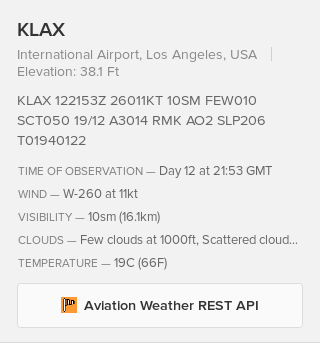 KLAX
International Airport, Los Angeles, USA
Elevation: 38.1 Ft
KLAX 122153Z 26011KT 10SM FEW010
SCT050 19/12 A3014 RMK AO2 SLP206
T01940122
TIME OF OBSERVATION — Day 12 at 21:53 GMT
WIND — W-260 at 11kt
VISIBILITY — 10sm (16.1km)
CLOUDS — Few clouds at 1000ft, Scattered cloud...
TEMPERATURE — 19C (66F)
Aviation Weather REST API